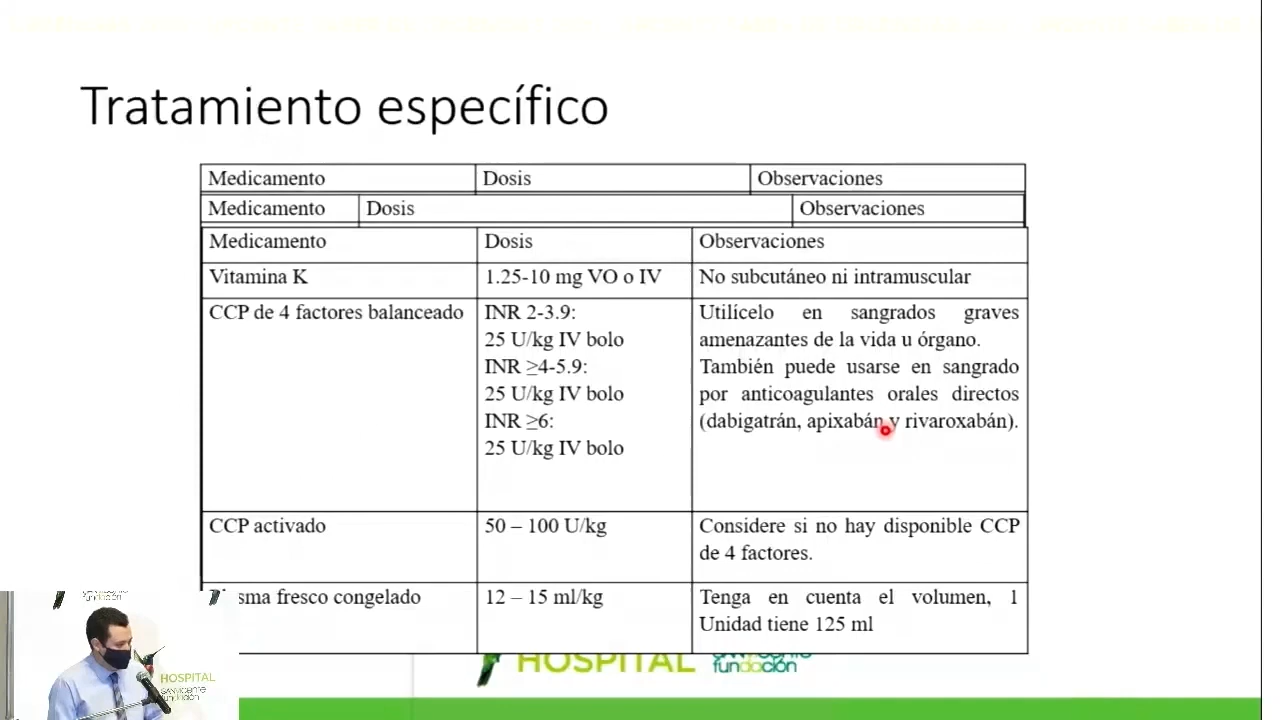 Tratamiento específico
Medicamento Dosis Observaciones
Medicamento Dosis Observaciones
Medicamento Dosis Observaciones
Vitamina K 1.25-10 mg VO o IV No subcutáneo ni intramuscular
CCP de 4 factores balanceado INR 2-3.9: Utilícelo en sangrados graves
25 U/kg IV bolo amenazantes de la vida u órgano.
INR ≥4-5.9: También puede usarse en sangrado
25 U/kg IV bolo por anticoagulantes orales directos
INR ≥6: (dabigatrán, apixabán y rivaroxabán).
25 U/kg IV bolo
CCP activado 50 – 100 U/kg Considere si no hay disponible CCP
de 4 factores.
fresco congelado 12 – 15 ml/kg Tenga en cuenta el volumen, 1
Unidad tiene 125 ml
HOSPITAL
fundación
HOSPITAL
fundación